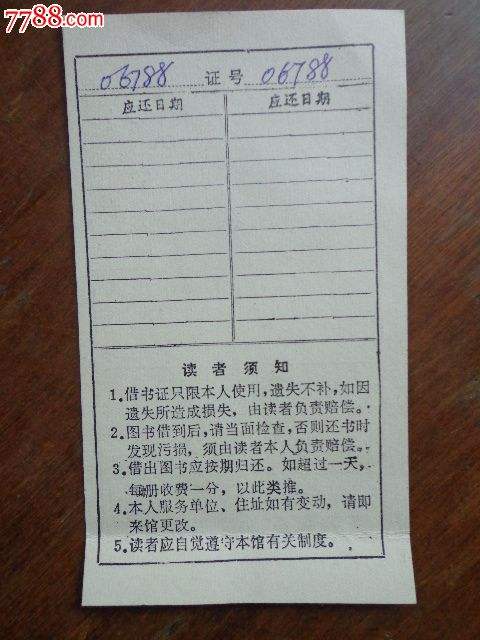 7788.com
06788 证号 06788
应还日期 应还日期
读者须知
1.借书证只限本人使用,遗失不补,如因
遗失所造成损失，由读者负责赔偿。
2.图书借到后,请当面检查,否则还书时
发现污损，须由读者本人负责赔偿。
3.借出图书应按期归还。如超过一天,
每册收费一分，以此类推。
4.本人服务单位、住址如有变动，请即
来馆更改。
5.读者应自觉遵守本馆有关制度。